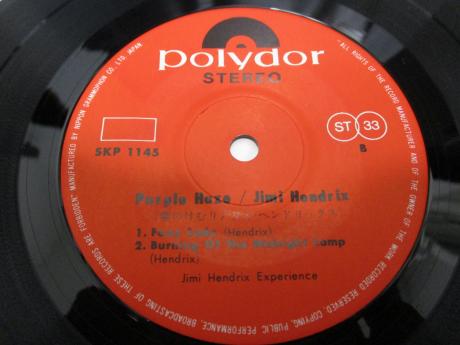 polydor
STEREO
SKP 1145
ST 33
B
Purple Haze / Jimi Hendrix
1. Foxy Lady (Hendrix)
2. Burning Of The Midnight Lamp
(Hendrix)
Jimi Hendrix Experience
"ALL RIGHTS OF THE RECORD MANUFACTURER AND OF THE OWNER OF THE WORK RECORDED RESERVED. COPYING, PUBLIC PERFORMANCE, BROADCASTING OF THESE RECORDS ARE FORBIDDEN" MANUFACTURED BY NIPPON GRAMMOPHON CO., LTD. JAPAN.